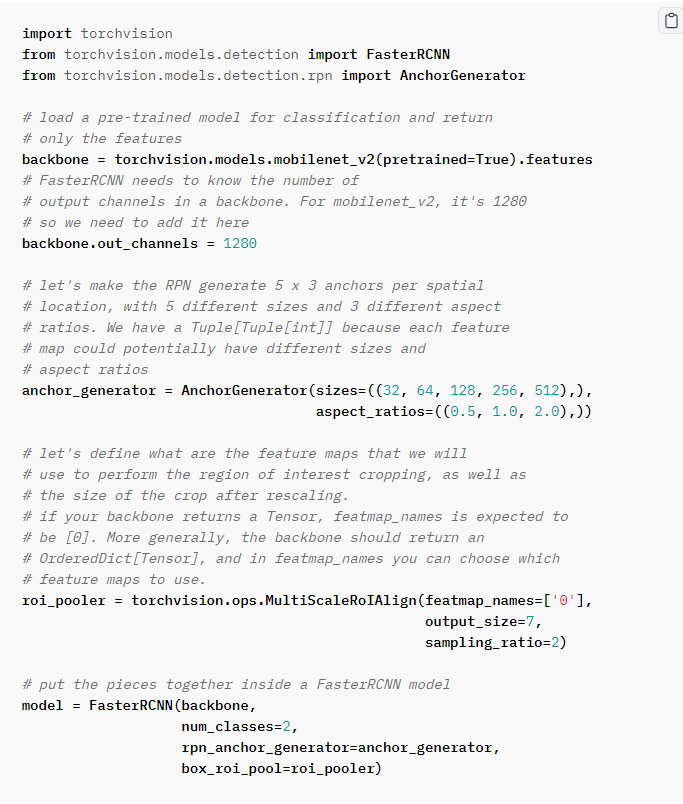 import torchvision
from torchvision.models.detection import FasterRCNN
from torchvision.models.detection.rpn import AnchorGenerator
# load a pre-trained model for classification and return
# only the features
backbone = torchvision.models.mobilenet_v2(pretrained=True).features
# FasterRCNN needs to know the number of
# output channels in a backbone. For mobilenet_v2, it's 1280
# so we need to add it here
backbone.out_channels = 1280
# let's make the RPN generate 5 x 3 anchors per spatial
# location, with 5 different sizes and 3 different aspect
# ratios. We have a Tuple[Tuple[int]] because each feature
# map could potentially have different sizes and
# aspect ratios
anchor_generator = AnchorGenerator(sizes=((32, 64, 128, 256, 512),),
aspect_ratios=((0.5, 1.0, 2.0),))
# let's define what are the feature maps that we will
# use to perform the region of interest cropping, as well as
# the size of the crop after rescaling.
# if your backbone returns a Tensor, featmap_names is expected to
# be [0]. More generally, the backbone should return an
# OrderedDict[Tensor], and in featmap_names you can choose which
# feature maps to use.
roi_pooler = torchvision.ops.MultiScaleRoIAlign(featmap_names=['0'],
output_size=7,
sampling_ratio=2)
# put the pieces together inside a FasterRCNN model
model = FasterRCNN(backbone,
num_classes=2,
rpn_anchor_generator=anchor_generator,
box_roi_pool=roi_pooler)